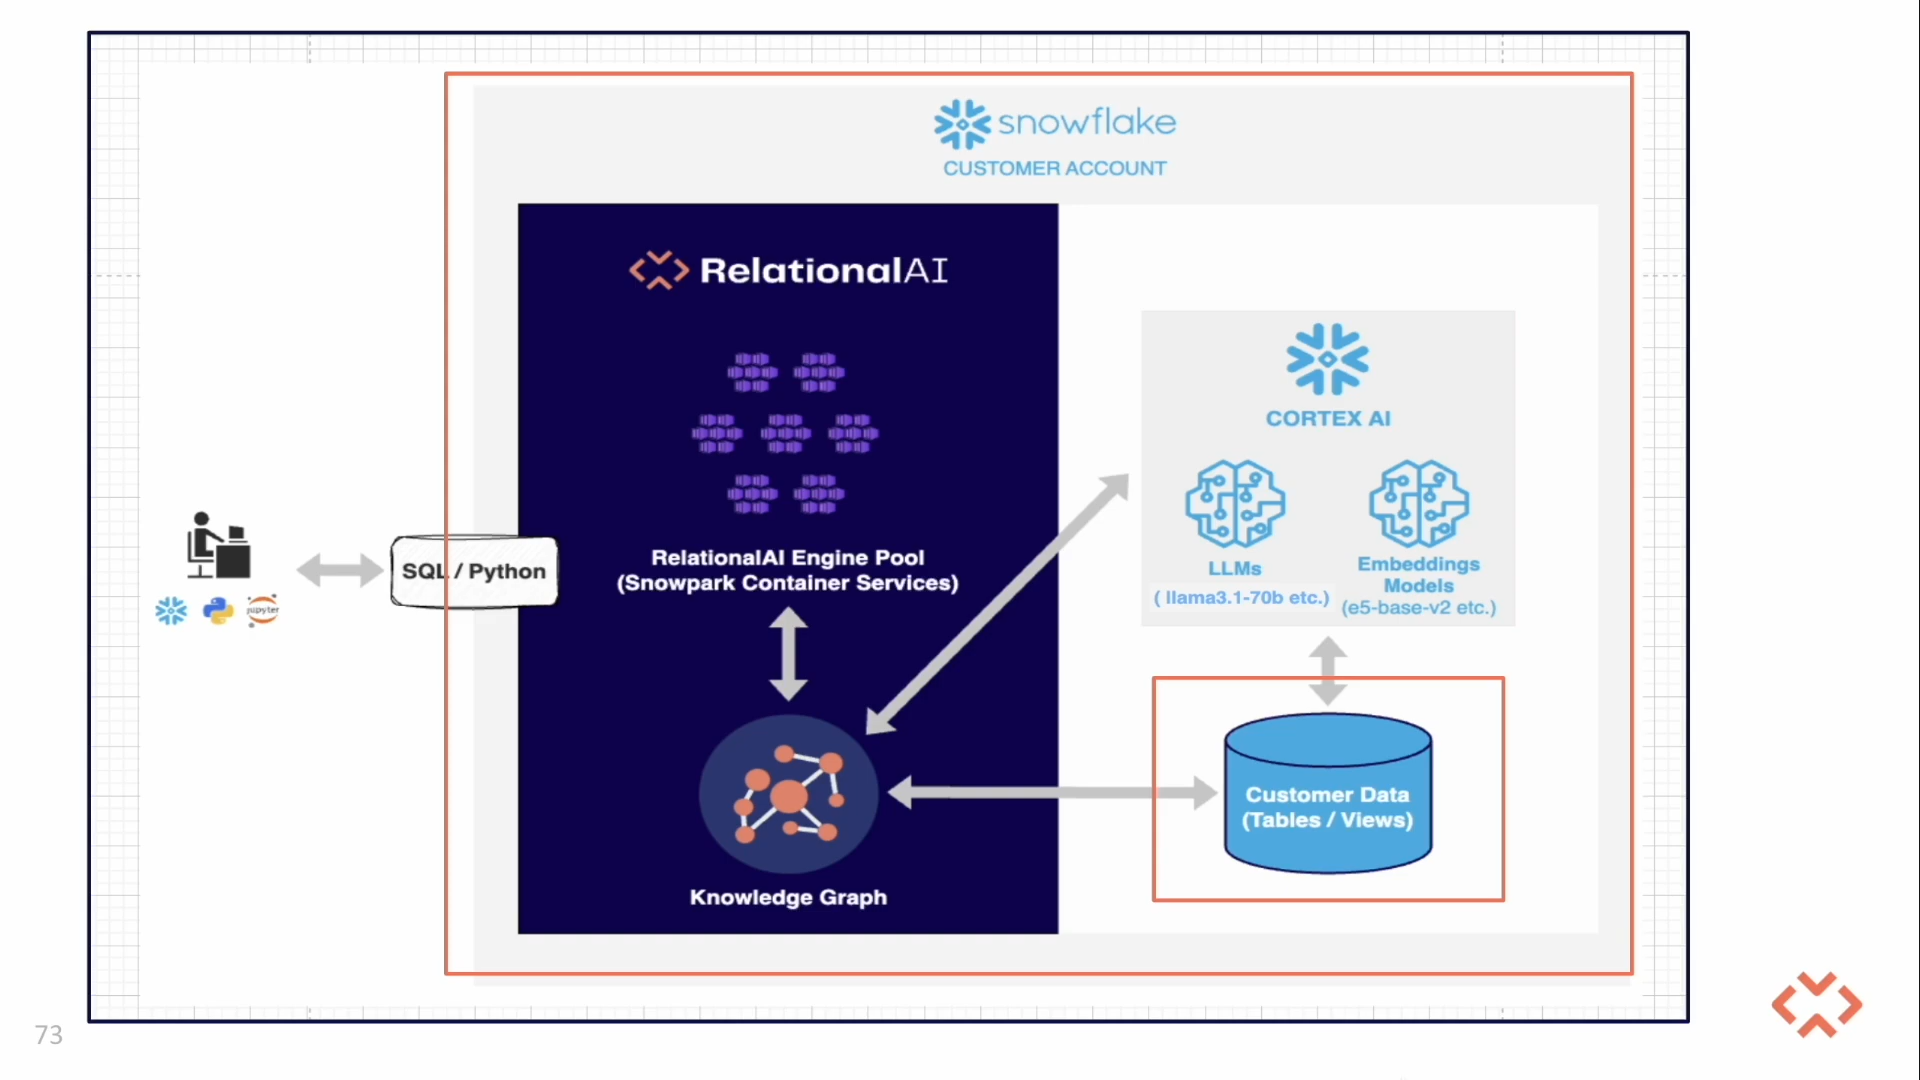 snowflake
CUSTOMER ACCOUNT
RelationalAI
CORTEX AI
RelationalAI Engine Pool
(Snowpark Container Services)
LLMs
( llama3.1-70b etc.)
Embeddings
Models
(e5-base-v2 etc.)
SQL / Python
jupyter
Customer Data
(Tables / Views)
Knowledge Graph
73